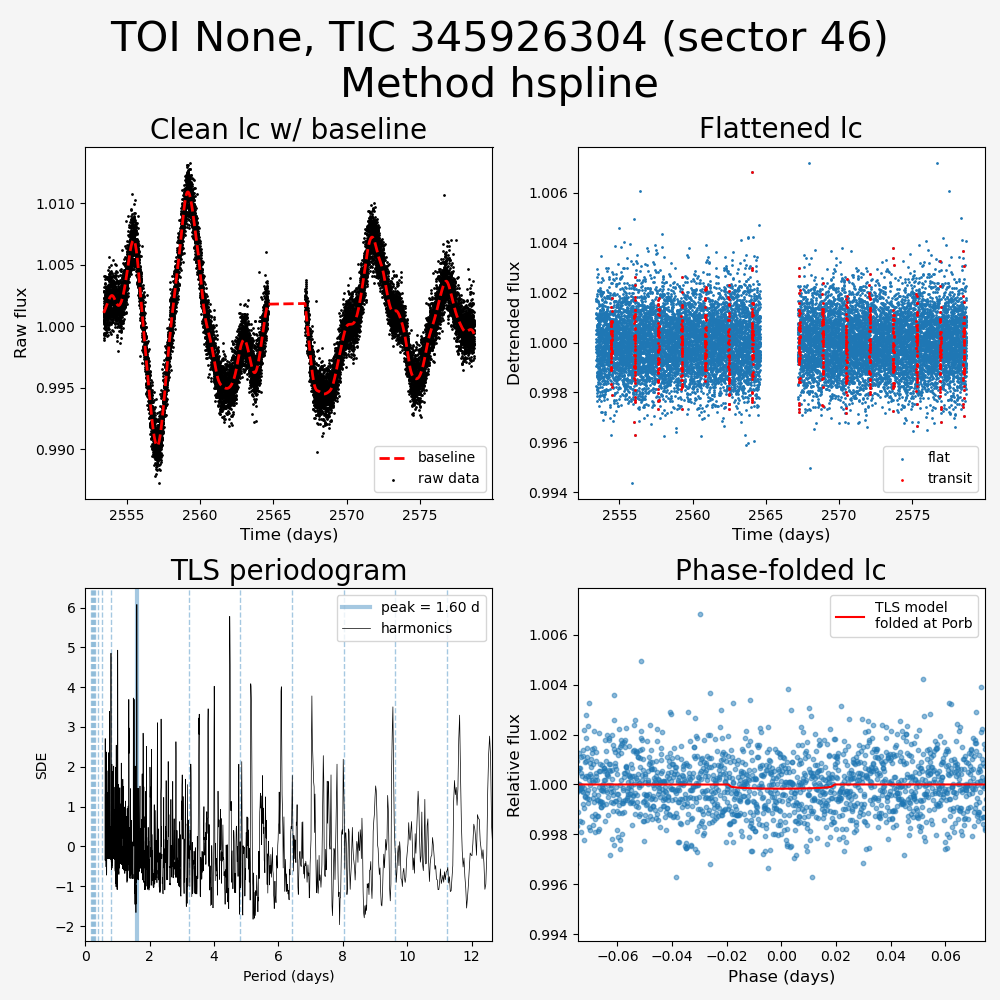 TOI None, TIC 345926304 (sector 46)
Method hspline
Clean lc w/ baseline
Raw flux
1.010
1.005
1.000
0.995
0.990
baseline
raw data
2555 2560 2565 2570 2575
Time (days)
Flattened lc
Detrended flux
1.006
1.004
1.002
1.000
0.998
0.996
0.994
flat
transit
2555 2560 2565 2570 2575
Time (days)
TLS periodogram
SDE
6
5
4
3
2
1
0
−1
−2
peak = 1.60 d
harmonics
0 2 4 6 8 10 12
Period (days)
Phase-folded lc
Relative flux
1.006
1.004
1.002
1.000
0.998
0.996
0.994
TLS model
folded at Porb
−0.06 −0.04 −0.02 0.00 0.02 0.04 0.06
Phase (days)